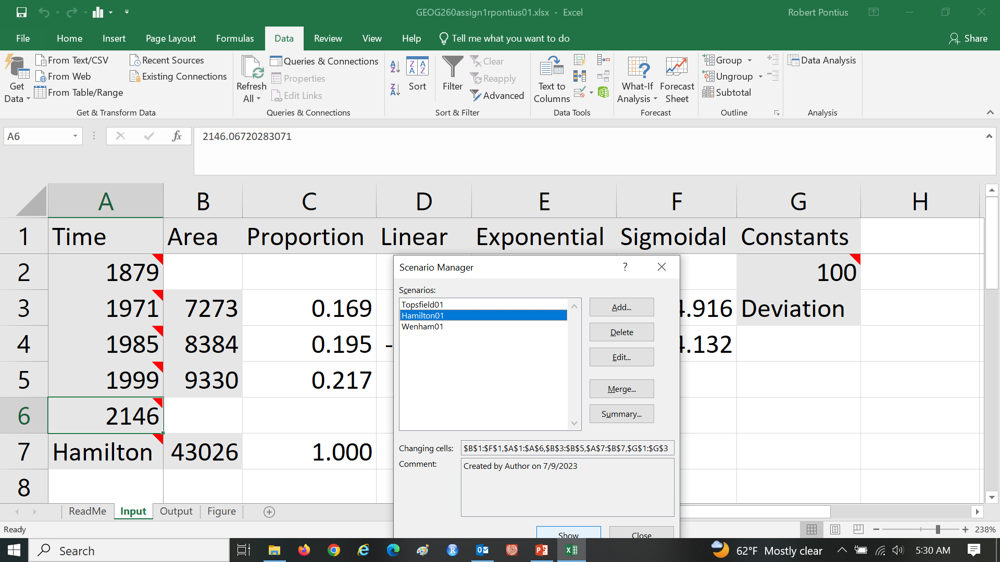 GEOG260assign1rpontius01.xlsx - Excel
Robert Pontius
File Home Insert Page Layout Formulas Data Review View Help Tell me what you want to do Share
Get Data
From Text/CSV
From Web
From Table/Range
Recent Sources
Existing Connections
Get & Transform Data
Refresh All
Queries & Connections
Properties
Edit Links
Queries & Connections
Sort
Filter
Clear
Reapply
Advanced
Sort & Filter
Text to Columns
Data Tools
What-If Analysis
Forecast Sheet
Forecast
Group
Ungroup
Subtotal
Outline
Data Analysis
Analysis
A6 fx 2146.06720283071
A B C D E F G H
1 Time Area Proportion Linear Exponential Sigmoidal Constants
2 1879 100
3 1971 7273 0.169 .916 Deviation
4 1985 8384 0.195 - .132
5 1999 9330 0.217
6 2146
7 Hamilton 43026 1.000
8
Scenario Manager ?
Scenarios:
Topsfield01
Hamilton01
Wenham01
Add...
Delete
Edit...
Merge...
Summary...
Changing cells: $B$1:$F$1,$A$1:$A$6,$B$3:$B$5,$A$7:$B$7,$G$1:$G$3
Comment: Created by Author on 7/9/2023
Show Close
ReadMe Input Output Figure
Ready
238%
Search
62°F Mostly clear
5:30 AM